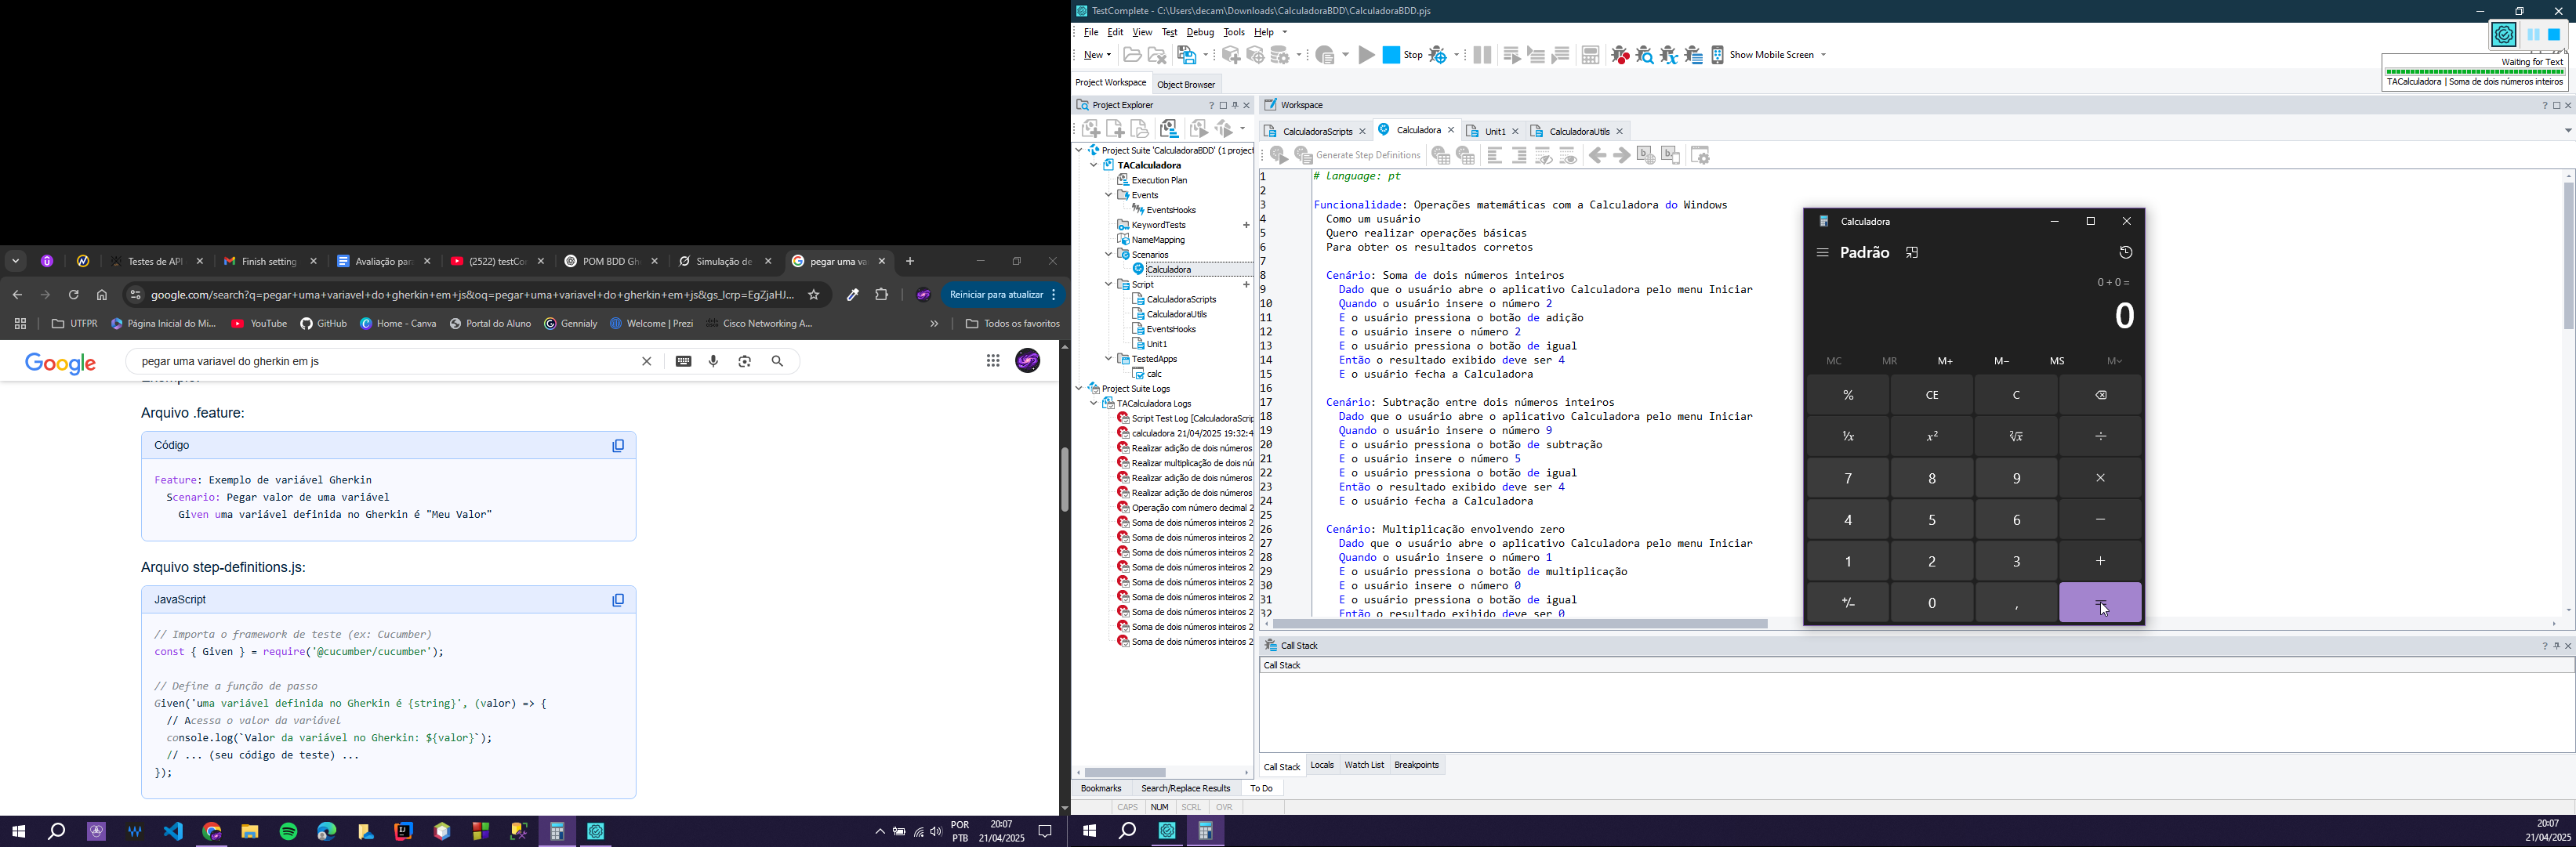 Testes de API
Finish setting
Avaliação par
(2522) testCo
POM BDD Gh
Simulação de
pegar uma va
google.com/search?q=pegar+uma+variavel+do+gherkin+em+js&oq=pegar+uma+variavel+do+gherkin+em+js&gs_lcrp=EgZjaHJ...
Reiniciar para atualizar
UTFPR
Página Inicial do Mi...
YouTube
GitHub
Home - Canva
Portal do Aluno
Gennialy
Welcome | Prezi
Cisco Networking A...
Todos os favoritos
Google
pegar uma variavel do gherkin em js
Exemplo:
Arquivo .feature:
Código
Feature: Exemplo de variável Gherkin
Scenario: Pegar valor de uma variável
Given uma variável definida no Gherkin é "Meu Valor"
Arquivo step-definitions.js:
JavaScript
// Importa o framework de teste (ex: Cucumber)
const { Given } = require('@cucumber/cucumber');
// Define a função de passo
Given('uma variável definida no Gherkin é {string}', (valor) => {
// Acessa o valor da variável
console.log(`Valor da variável no Gherkin: ${valor}`);
// ... (seu código de teste) ...
});
POR
PTB
20:07
21/04/2025
TestComplete - C:\Users\decam\Downloads\CalculadoraBDD\CalculadoraBDD.pjs
File Edit View Test Debug Tools Help
New
Stop
Show Mobile Screen
Waiting for Text
TACalculadora | Soma de dois números inteiros
Project Workspace
Object Browser
Project Explorer
Project Suite 'CalculadoraBDD' (1 project
TACalculadora
Execution Plan
Events
EventsHooks
KeywordTests
NameMapping
Scenarios
Calculadora
Script
CalculadoraScripts
CalculadoraUtils
EventsHooks
Unit1
TestedApps
calc
Project Suite Logs
TACalculadora Logs
Script Test Log [CalculadoraScrip
calculadora 21/04/2025 19:32:4
Realizar adição de dois números
Realizar multiplicação de dois nú
Realizar adição de dois números
Realizar adição de dois números
Operação com número decimal 2
Soma de dois números inteiros 2
Soma de dois números inteiros 2
Soma de dois números inteiros 2
Soma de dois números inteiros 2
Soma de dois números inteiros 2
Soma de dois números inteiros 2
Soma de dois números inteiros 2
Soma de dois números inteiros 2
Soma de dois números inteiros 2
Workspace
CalculadoraScripts
Calculadora
Unit1
CalculadoraUtils
Generate Step Definitions
1 # language: pt
2
3 Funcionalidade: Operações matemáticas com a Calculadora do Windows
4 Como um usuário
5 Quero realizar operações básicas
6 Para obter os resultados corretos
7
8 Cenário: Soma de dois números inteiros
9 Dado que o usuário abre o aplicativo Calculadora pelo menu Iniciar
10 Quando o usuário insere o número 2
11 E o usuário pressiona o botão de adição
12 E o usuário insere o número 2
13 E o usuário pressiona o botão de igual
14 Então o resultado exibido deve ser 4
15 E o usuário fecha a Calculadora
16
17 Cenário: Subtração entre dois números inteiros
18 Dado que o usuário abre o aplicativo Calculadora pelo menu Iniciar
19 Quando o usuário insere o número 9
20 E o usuário pressiona o botão de subtração
21 E o usuário insere o número 5
22 E o usuário pressiona o botão de igual
23 Então o resultado exibido deve ser 4
24 E o usuário fecha a Calculadora
25
26 Cenário: Multiplicação envolvendo zero
27 Dado que o usuário abre o aplicativo Calculadora pelo menu Iniciar
28 Quando o usuário insere o número 1
29 E o usuário pressiona o botão de multiplicação
30 E o usuário insere o número 0
31 E o usuário pressiona o botão de igual
32 Então o resultado exibido deve ser 0
Calculadora
Padrão
0 + 0 =
0
MC MR M+ M− MS M
% CE C
¹/x x² ²√x ÷
7 8 9 ×
4 5 6 −
1 2 3 +
+/− 0 , =
Call Stack
Call Stack
Call Stack
Locals
Watch List
Breakpoints
Bookmarks
Search/Replace Results
To Do
CAPS
NUM
SCRL
OVR
20:07
21/04/2025